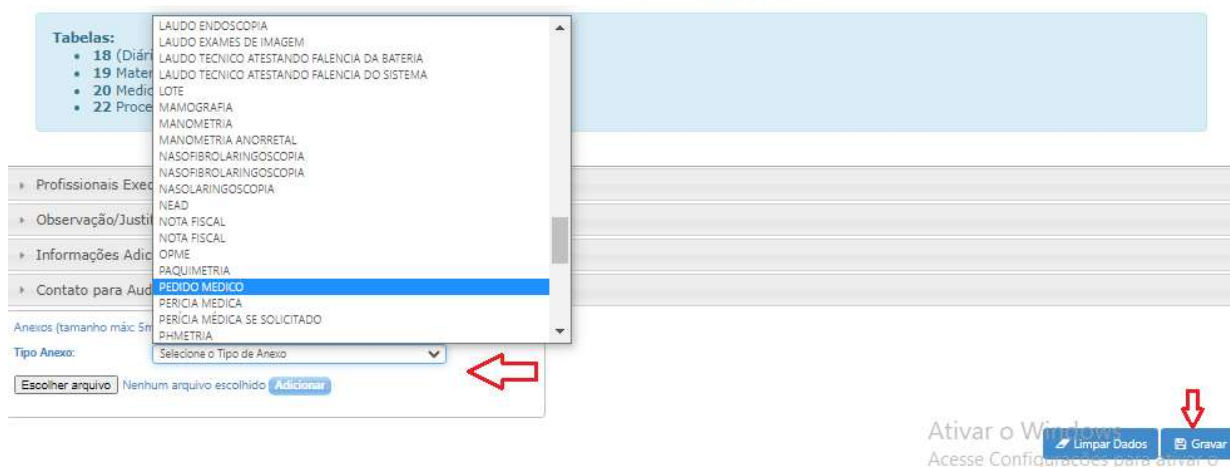 Tabelas:
18 (Diári
19 Mater
20 Medic
22 Proce
LAUDO ENDOSCOPIA
LAUDO EXAMES DE IMAGEM
LAUDO TECNICO ATESTANDO FALENCIA DA BATERIA
LAUDO TECNICO ATESTANDO FALENCIA DO SISTEMA
LOTE
MAMOGRAFIA
MANOMETRIA
MANOMETRIA ANORRETAL
NASOFIBROLARINGOSCOPIA
NASOFIBROLARINGOSCOPIA
NASOLARINGOSCOPIA
NEAD
NOTA FISCAL
NOTA FISCAL
OPME
PAQUIMETRIA
PEDIDO MEDICO
PERICIA MEDICA
PERÍCIA MÉDICA SE SOLICITADO
PHMETRIA
Profissionais Exec
Observação/Justif
Informações Adic
Contato para Aud
Anexos (tamanho máx: 5m
Tipo Anexo: Selecione o Tipo de Anexo
Escolher arquivo Nenhum arquivo escolhido Adicionar
Ativar o Windows
Limpar Dados Gravar
Acesse Configurações para ativar o